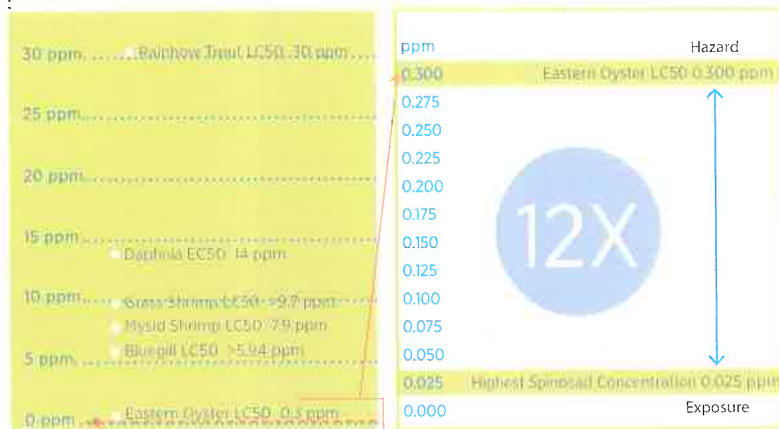 30 ppm Rainbow Trout LC50 30 ppm
25 ppm
20 ppm
15 ppm
Daphnia EC50 14 ppm
10 ppm Grass Shrimp LC50 >9.7 ppm
Mysid Shrimp LC50 7.9 ppm
Bluegill LC50 >5.94 ppm
5 ppm
0 ppm Eastern Oyster LC50 0.3 ppm
ppm Hazard
0.300 Eastern Oyster LC50 0.300 ppm
0.275
0.250
0.225
0.200
0.175
0.150
0.125
0.100
0.075
0.050
12X
0.025 Highest Spinosad Concentration 0.025 ppm
0.000 Exposure